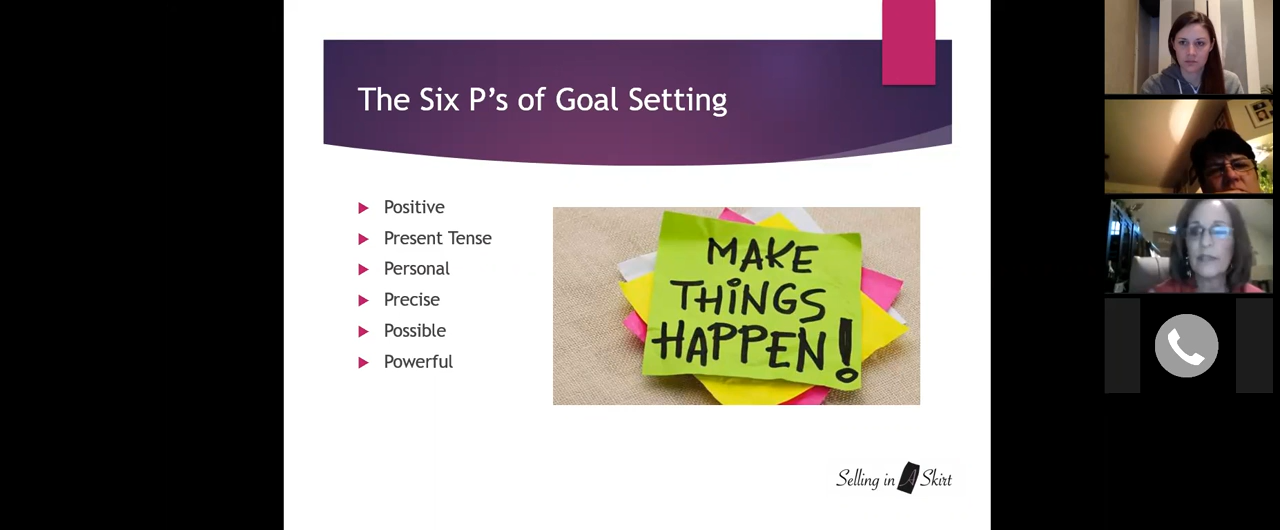 The Six P's of Goal Setting
Positive
Present Tense
Personal
Precise
Possible
Powerful
MAKE
THiNGS
HAPPEN!
Selling in A Skirt